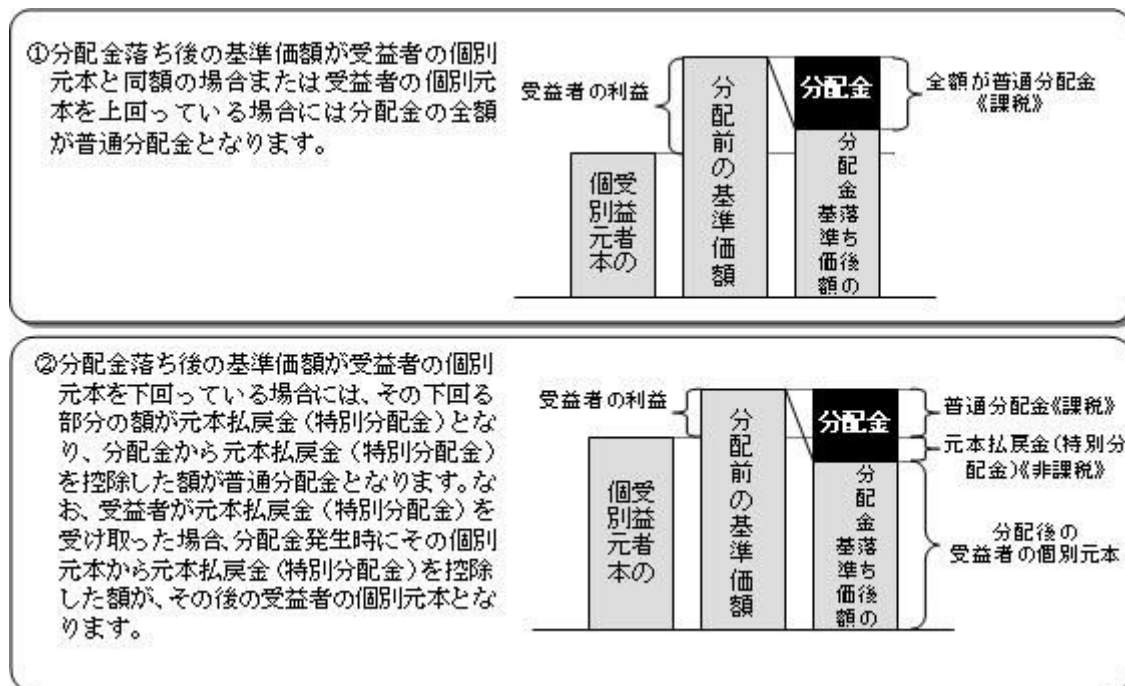 ①分配金落ち後の基準価額が受益者の個別
元本と同額の場合または受益者の個別元
本を上回っている場合には分配金の全額
が普通分配金となります。
受益者の利益
受益者の
個別元本
分配前の基準価額
分配金
分配金落ち後の
基準価額
全額が普通分配金
《課税》
②分配金落ち後の基準価額が受益者の個別
元本を下回っている場合には、その下回る
部分の額が元本払戻金（特別分配金）とな
り、分配金から元本払戻金（特別分配金）
を控除した額が普通分配金となります。な
お、受益者が元本払戻金（特別分配金）を
受け取った場合、分配金発生時にその個別
元本から元本払戻金（特別分配金）を控除
した額が、その後の受益者の個別元本とな
ります。
受益者の利益
受益者の
個別元本
分配前の基準価額
分配金
分配金落ち後の
基準価額
普通分配金《課税》
元本払戻金（特別分
配金）《非課税》
分配後の
受益者の個別元本